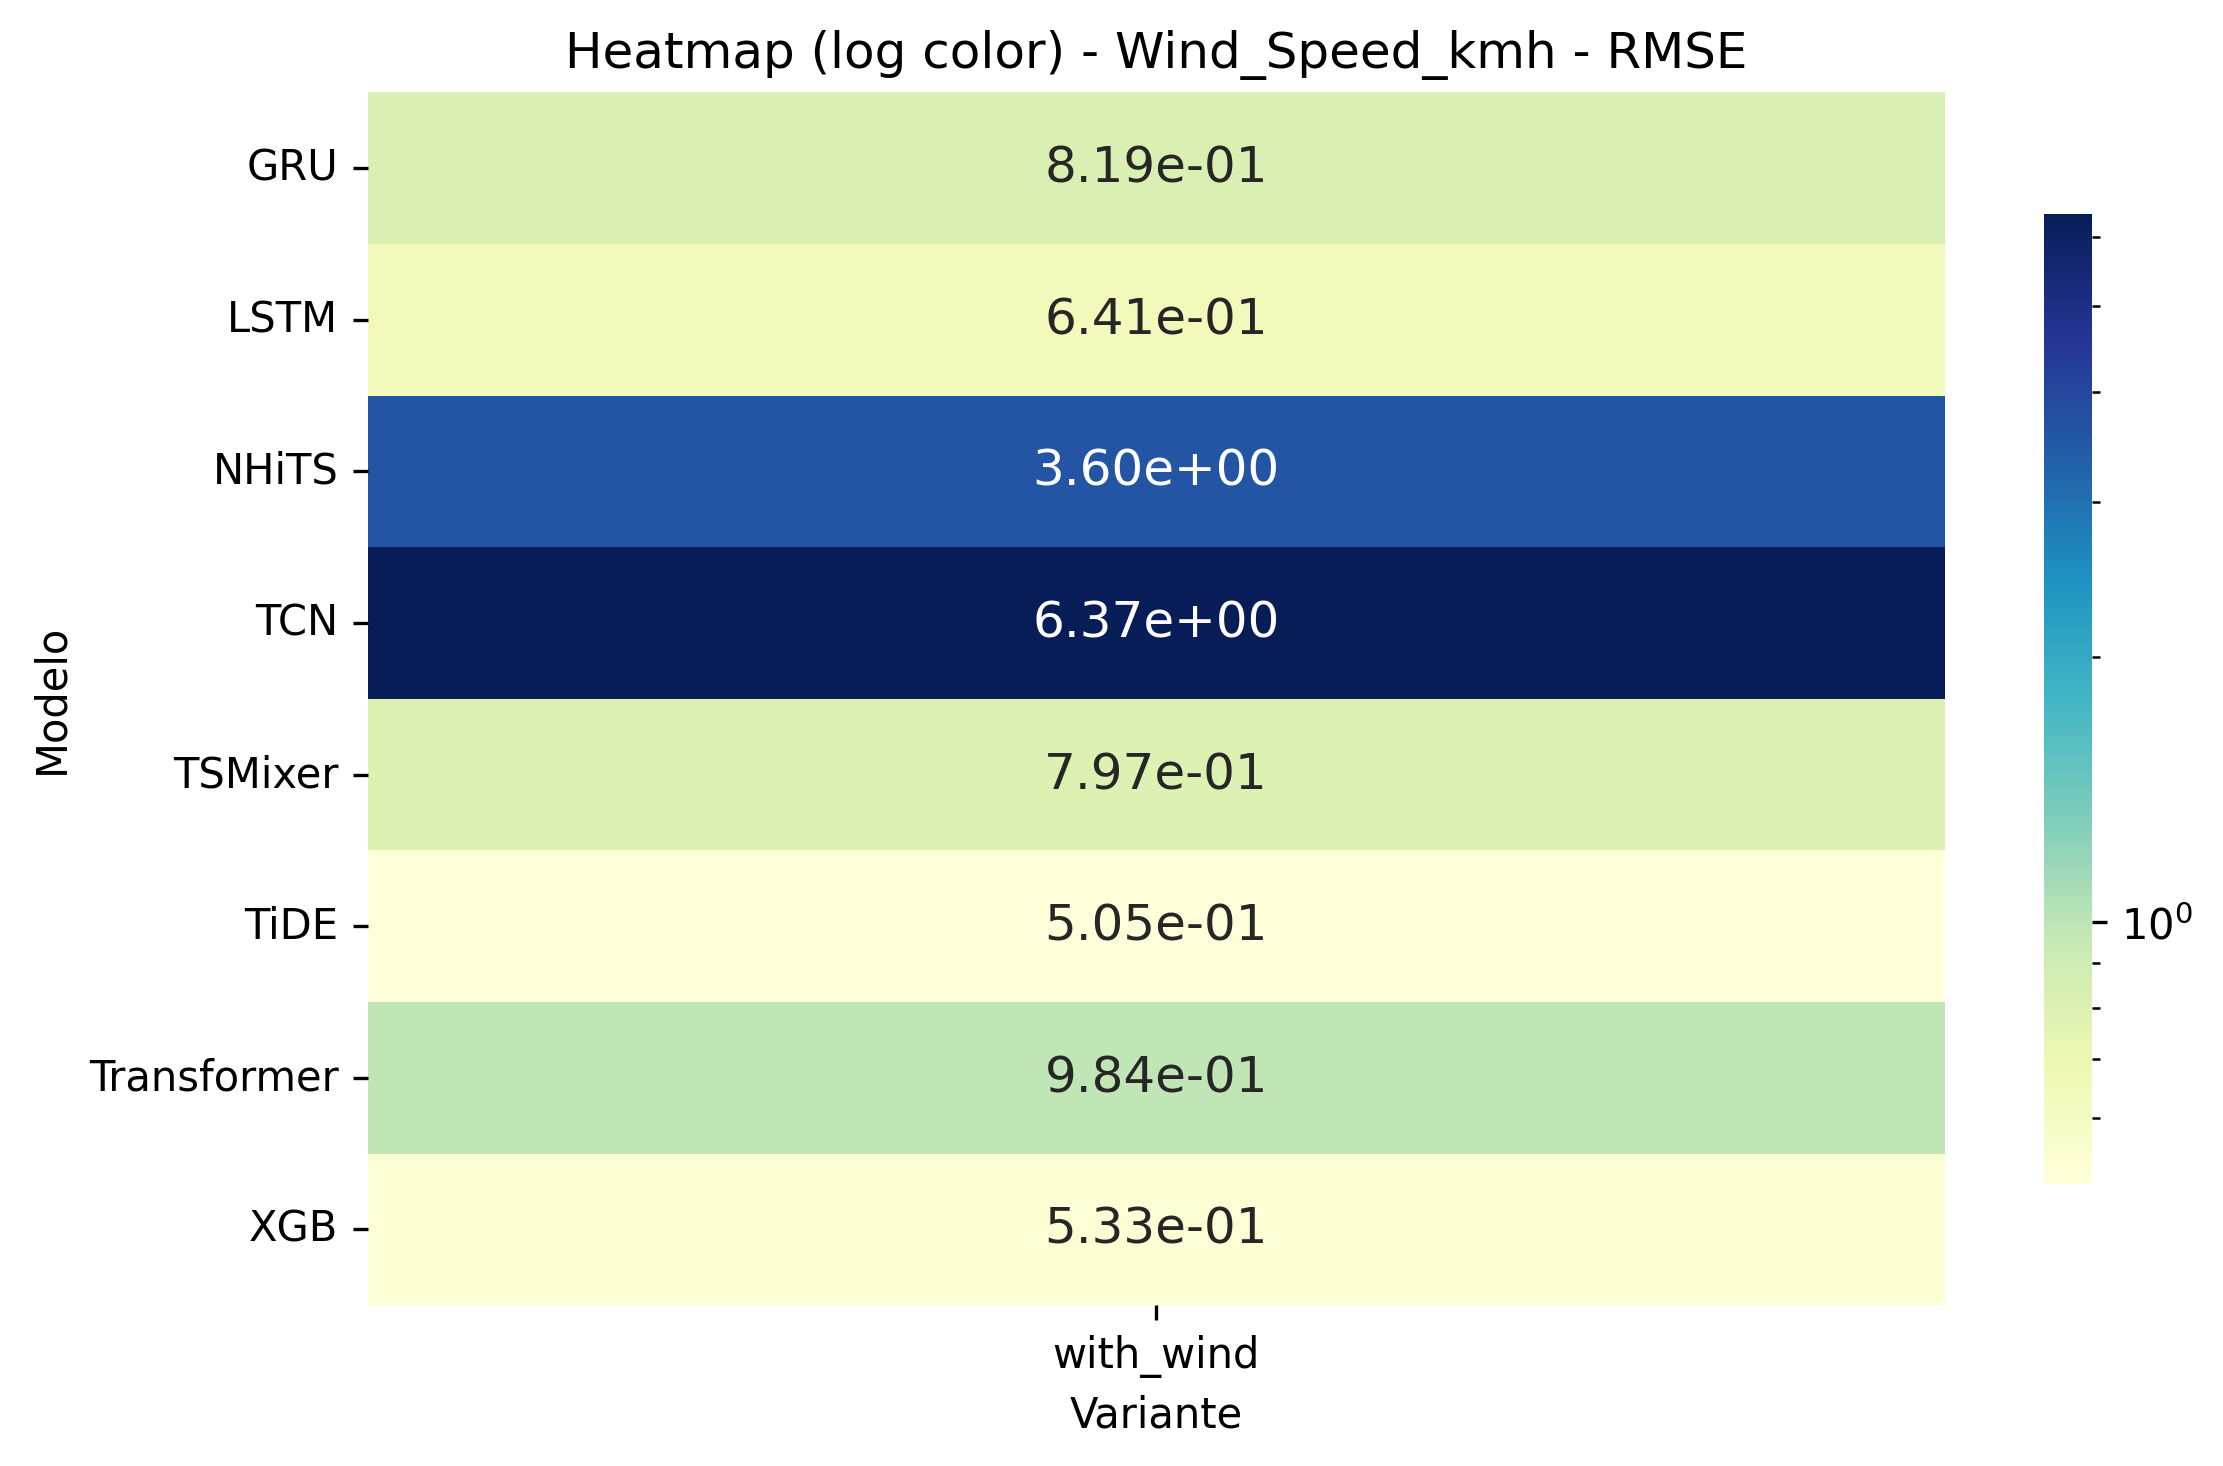 Heatmap (log color) - Wind_Speed_kmh - RMSE
Modelo
GRU 8.19e-01
LSTM 6.41e-01
NHiTS 3.60e+00
TCN 6.37e+00
TSMixer 7.97e-01
TiDE 5.05e-01
Transformer 9.84e-01
XGB 5.33e-01
with_wind
Variante
10⁰